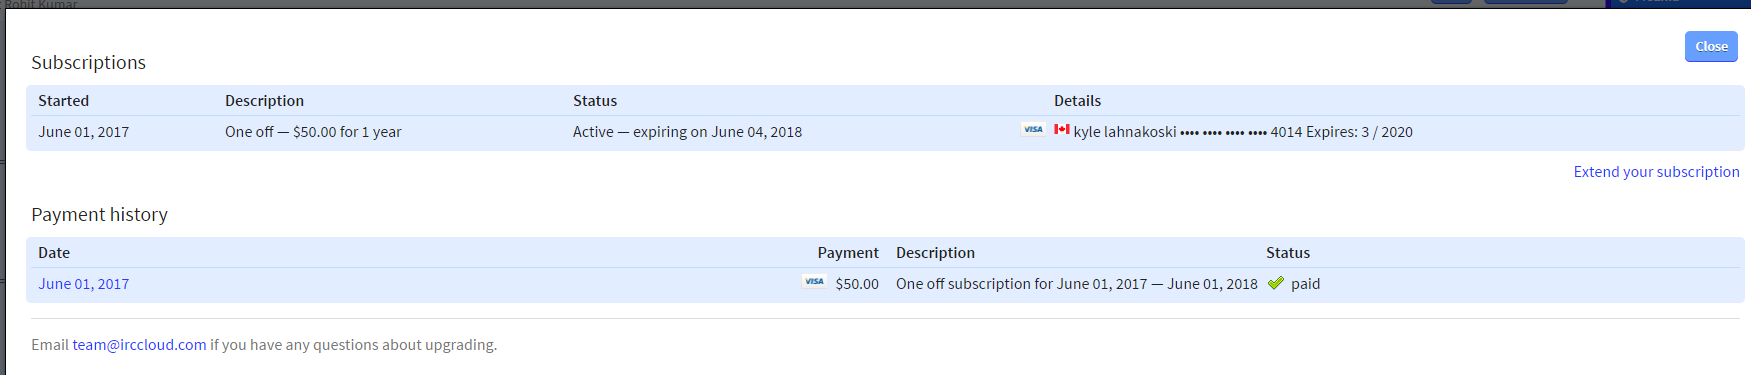 Rohit Kumar
Close
Subscriptions
Started Description Status Details
June 01, 2017 One off — $50.00 for 1 year Active — expiring on June 04, 2018 VISA kyle lahnakoski •••• •••• •••• •••• 4014 Expires: 3 / 2020
Extend your subscription
Payment history
Date Payment Description Status
June 01, 2017 VISA $50.00 One off subscription for June 01, 2017 — June 01, 2018 paid
Email team@irccloud.com if you have any questions about upgrading.